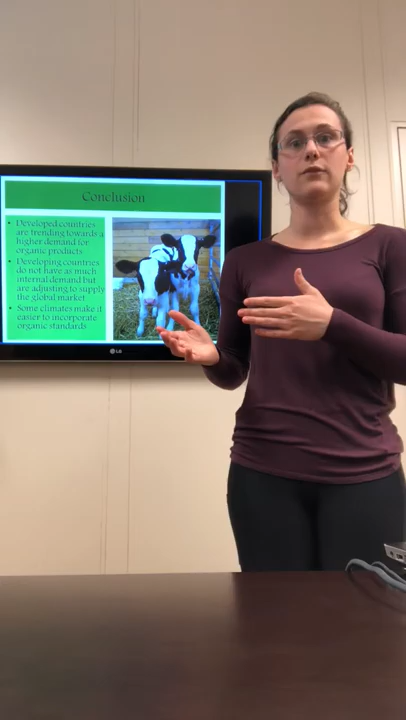 Conclusion
• Developed countries
are trending towards a
higher demand for
organic products
• Developing countries
do not have as much
internal demand but
are adjusting to supply
the global market
• Some climates make it
easier to incorporate
organic standards
LG